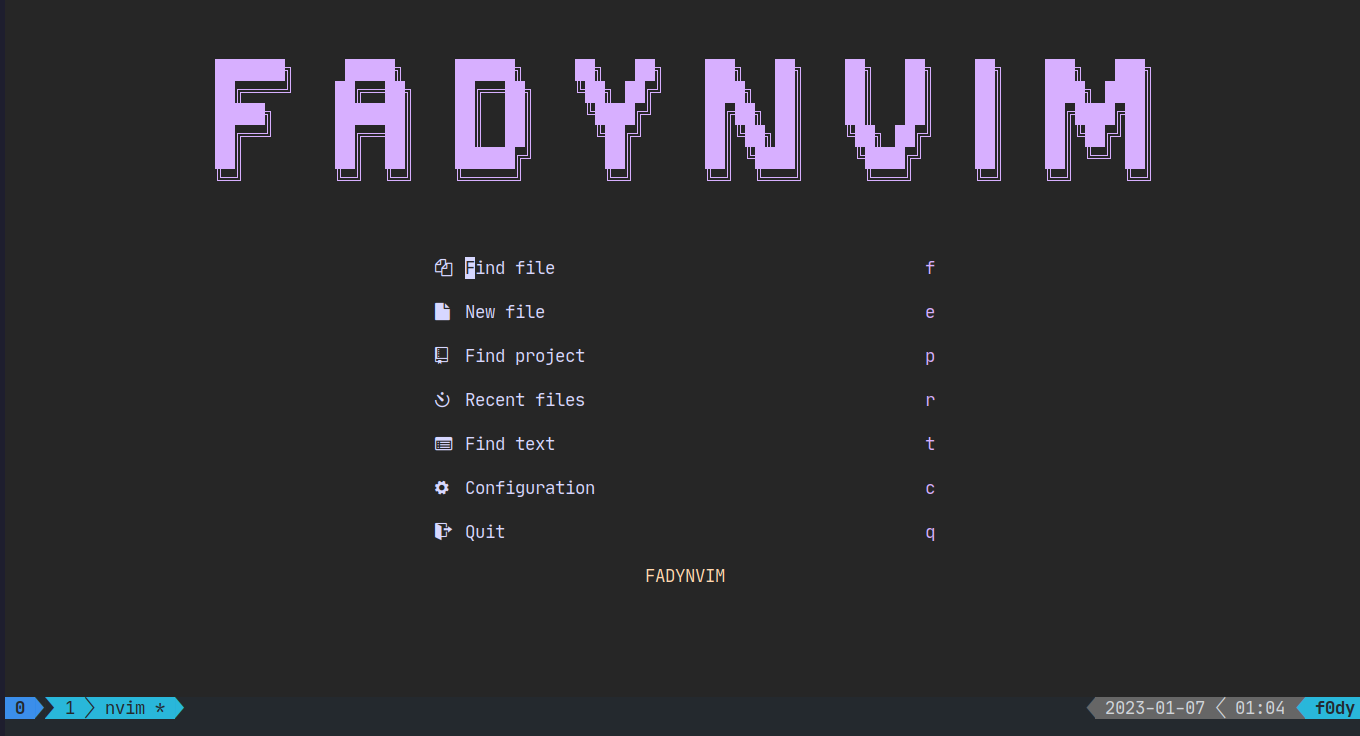 FADYNVIM
Find file f
New file e
Find project p
Recent files r
Find text t
Configuration c
Quit q
FADYNVIM
0 1 nvim * 2023-01-07 01:04 f0dy